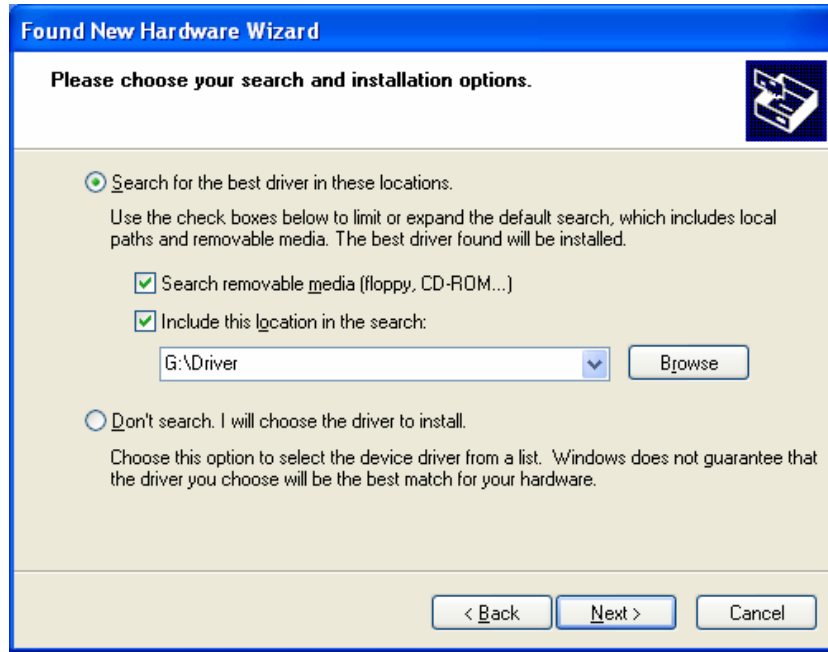 Found New Hardware Wizard
Please choose your search and installation options.
Search for the best driver in these locations.
Use the check boxes below to limit or expand the default search, which includes local
paths and removable media. The best driver found will be installed.
Search removable media (floppy, CD-ROM...)
Include this location in the search:
G:\Driver
Browse
Don't search. I will choose the driver to install.
Choose this option to select the device driver from a list. Windows does not guarantee that
the driver you choose will be the best match for your hardware.
< Back Next > Cancel